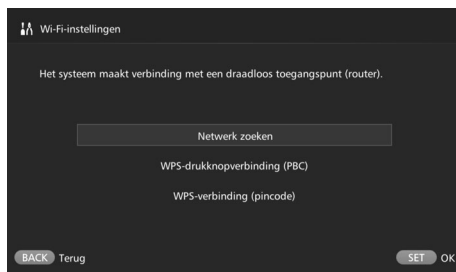 Wi-Fi-instellingen
Het systeem maakt verbinding met een draadloos toegangspunt (router).
Netwerk zoeken
WPS-drukknopverbinding (PBC)
WPS-verbinding (pincode)
BACK Terug
SET OK